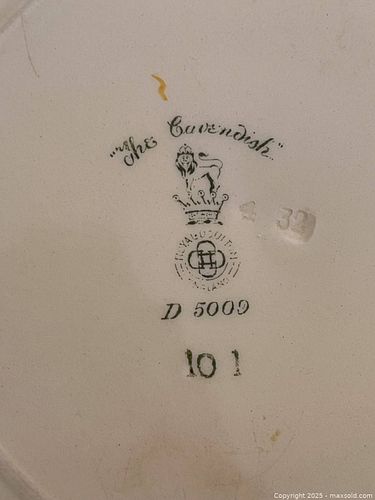 "The Cavendish"
4 32
ROYAL DOULTON
ENGLAND
D 5009
10 1
Copyright 2025 - maxsold.com